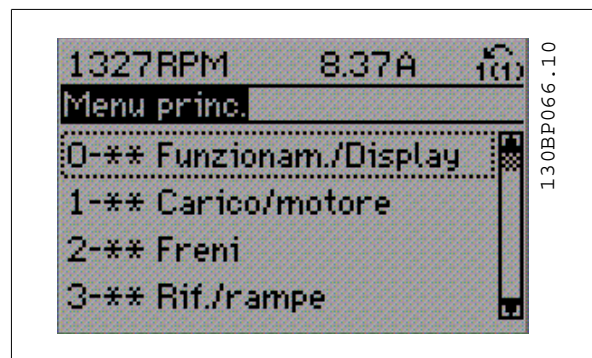 1327RPM 8.37A 1(1)
Menu princ.
0-** Funzionam./Display
1-** Carico/motore
2-** Freni
3-** Rif./rampe
130BP066.10